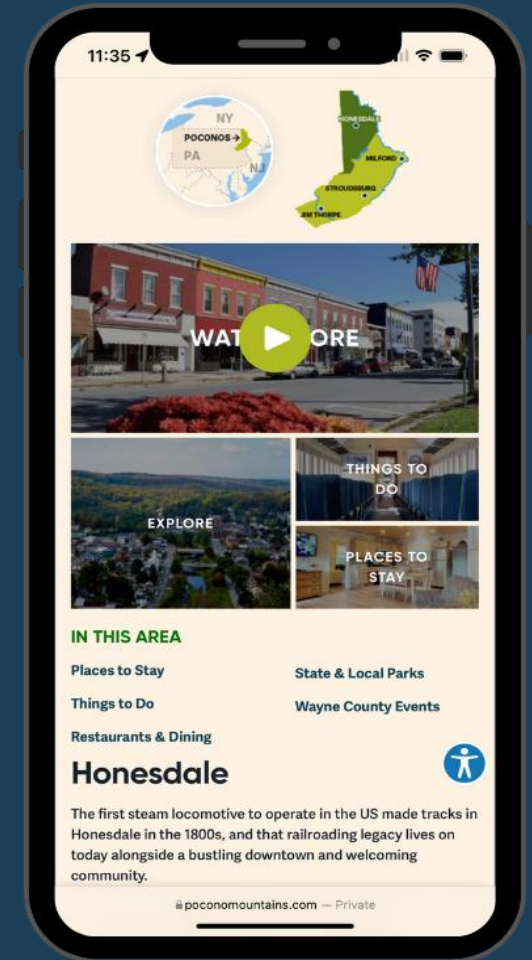 11:35
NY
POCONOS →
PA
NJ
HONESDALE
MILFORD
STROUDSBURG
JIM THORPE
WAT ORE
EXPLORE
THINGS TO
DO
PLACES TO
STAY
IN THIS AREA
Places to Stay
State & Local Parks
Things to Do
Wayne County Events
Restaurants & Dining
Honesdale
The first steam locomotive to operate in the US made tracks in
Honesdale in the 1800s, and that railroading legacy lives on
today alongside a bustling downtown and welcoming
community.
poconomountains.com — Private